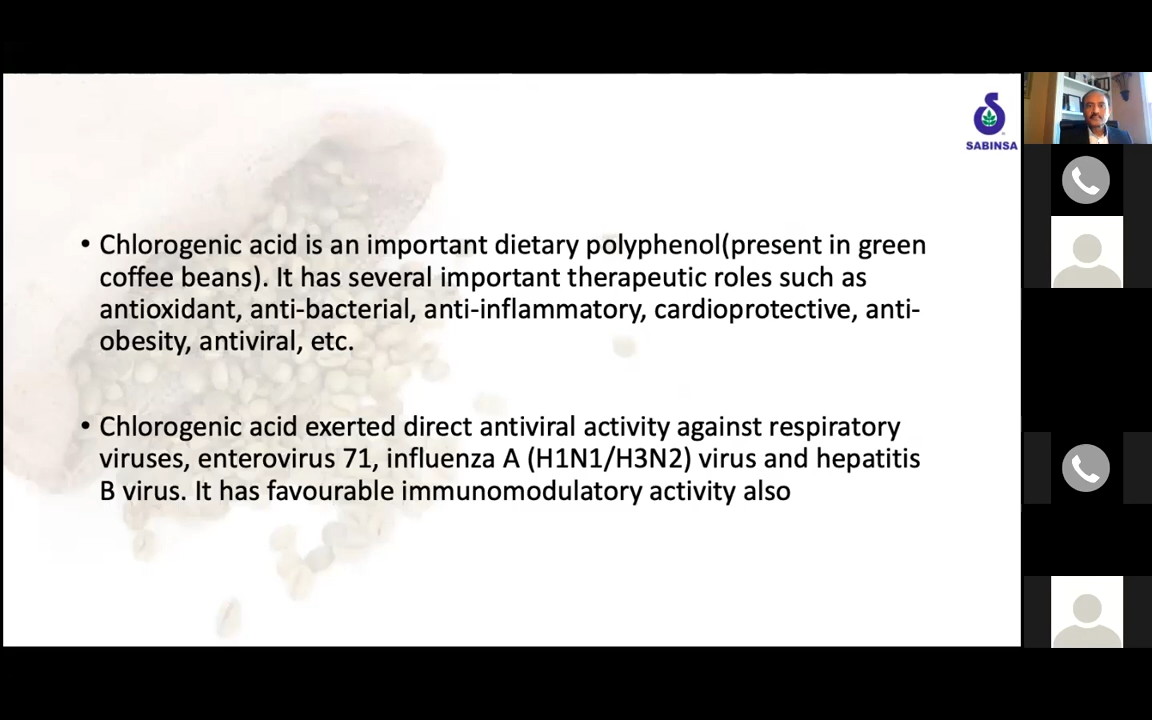 SABINSA
• Chlorogenic acid is an important dietary polyphenol(present in green
coffee beans). It has several important therapeutic roles such as
antioxidant, anti-bacterial, anti-inflammatory, cardioprotective, anti-
obesity, antiviral, etc.
• Chlorogenic acid exerted direct antiviral activity against respiratory
viruses, enterovirus 71, influenza A (H1N1/H3N2) virus and hepatitis
B virus. It has favourable immunomodulatory activity also